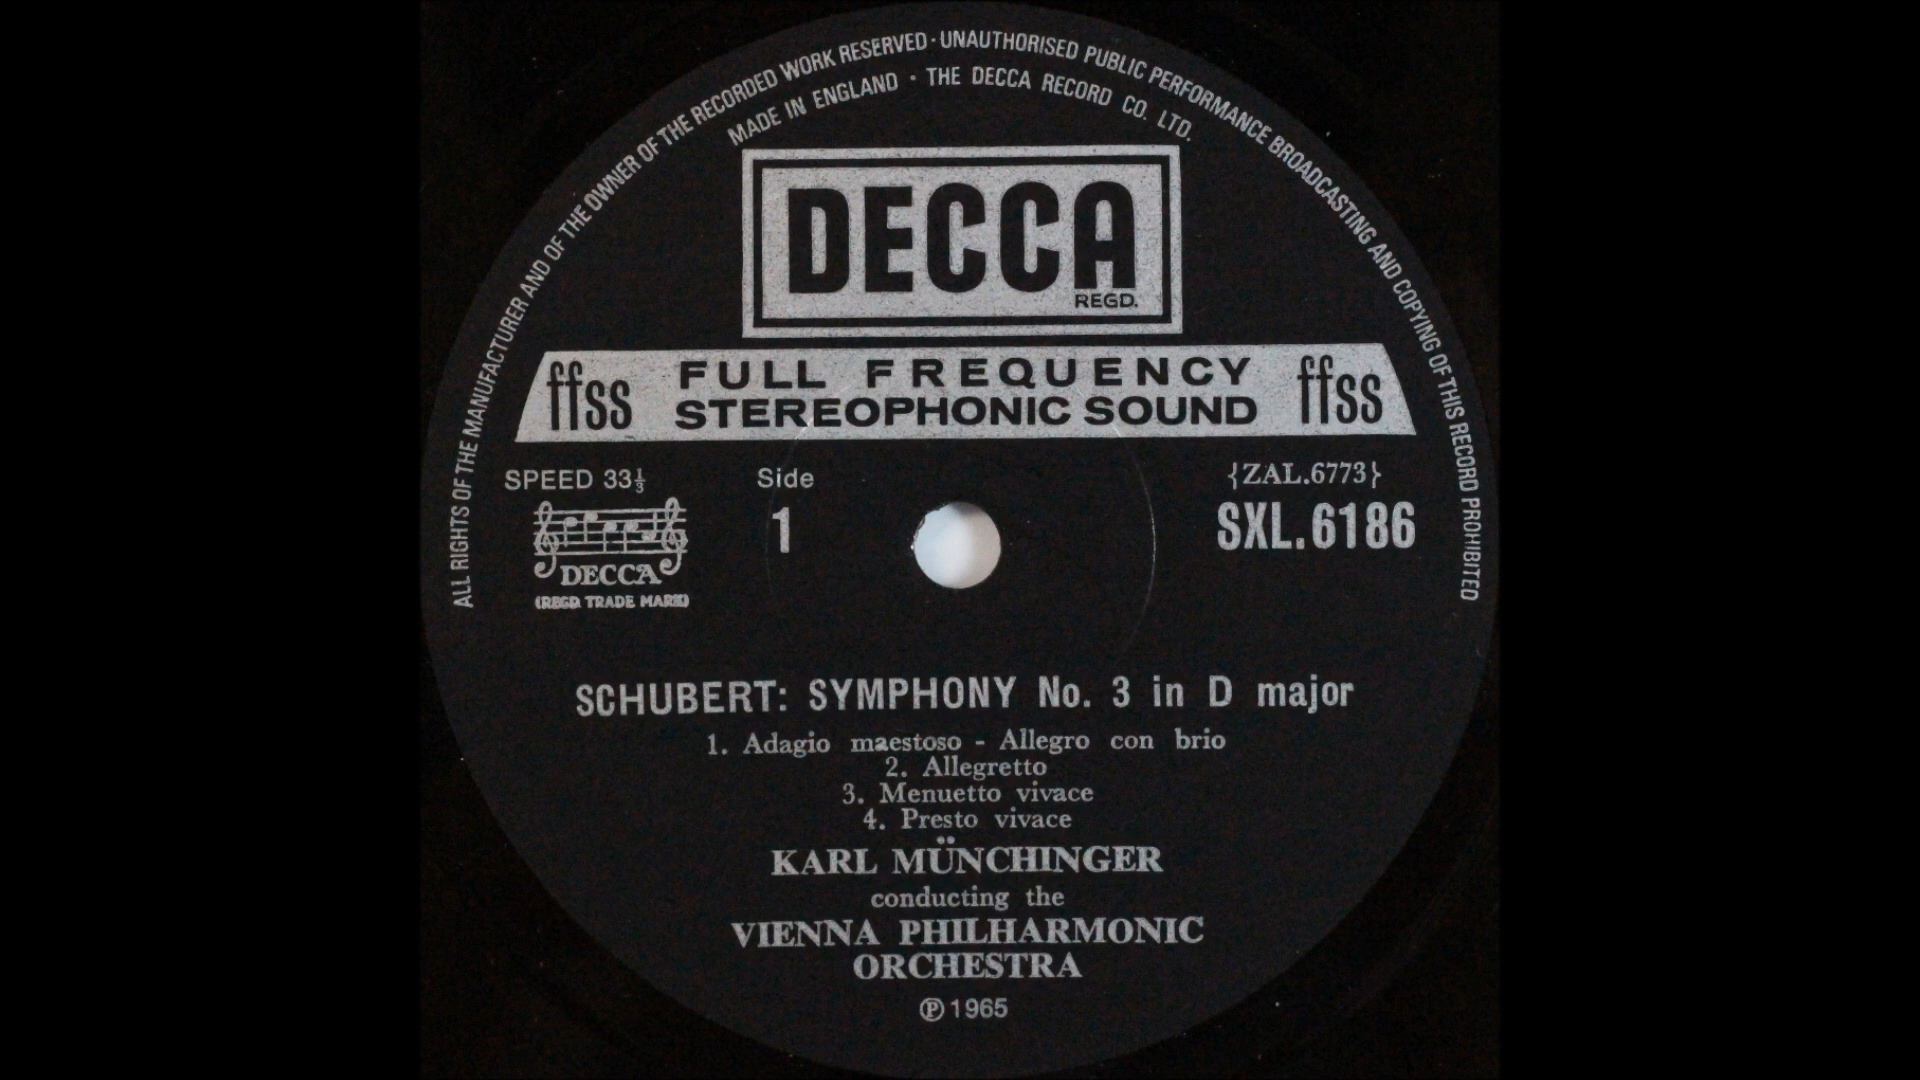 ALL RIGHTS OF THE MANUFACTURER AND OF THE OWNER OF THE RECORDED WORK RESERVED · UNAUTHORISED PUBLIC PERFORMANCE BROADCASTING AND COPYING OF THIS RECORD PROHIBITED
MADE IN ENGLAND · THE DECCA RECORD CO. LTD.
DECCA
REGD.
ffss FULL FREQUENCY STEREOPHONIC SOUND ffss
SPEED 33⅓
Side
1
{ZAL.6773}
SXL.6186
DECCA
(REGD. TRADE MARK)
SCHUBERT: SYMPHONY No. 3 in D major
1. Adagio maestoso - Allegro con brio
2. Allegretto
3. Menuetto vivace
4. Presto vivace
KARL MÜNCHINGER
conducting the
VIENNA PHILHARMONIC
ORCHESTRA
℗ 1965